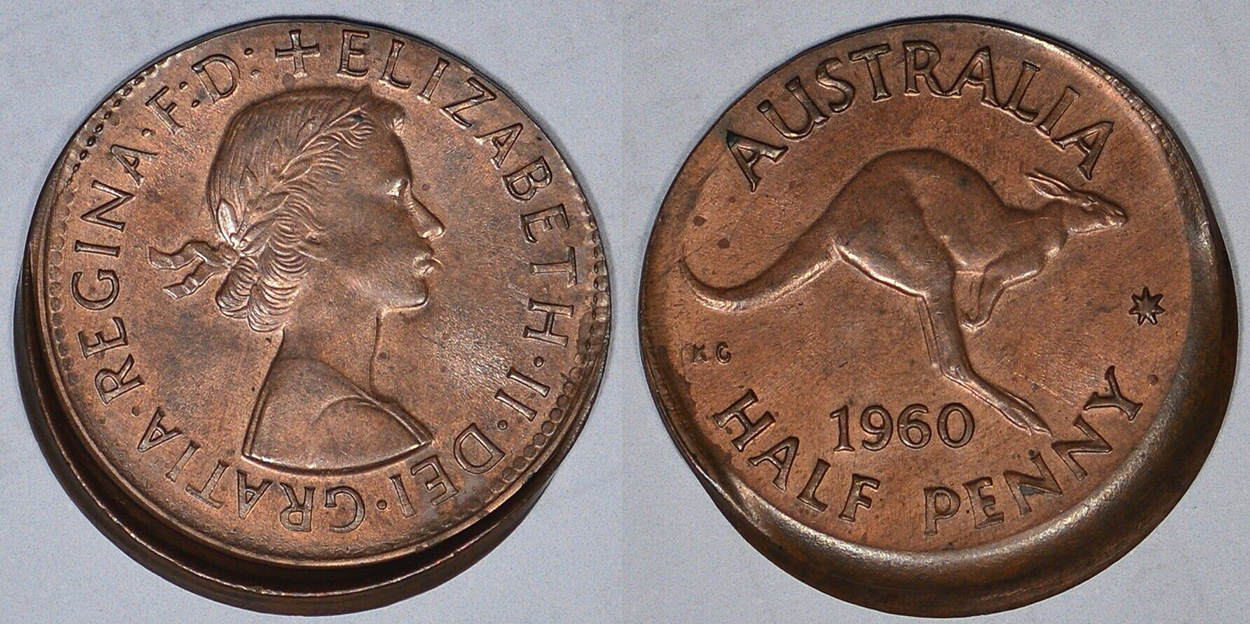 + ELIZABETH·II·DEI·GRATIA·REGINA·F:D:
AUSTRALIA
KG
1960
HALF PENNY.